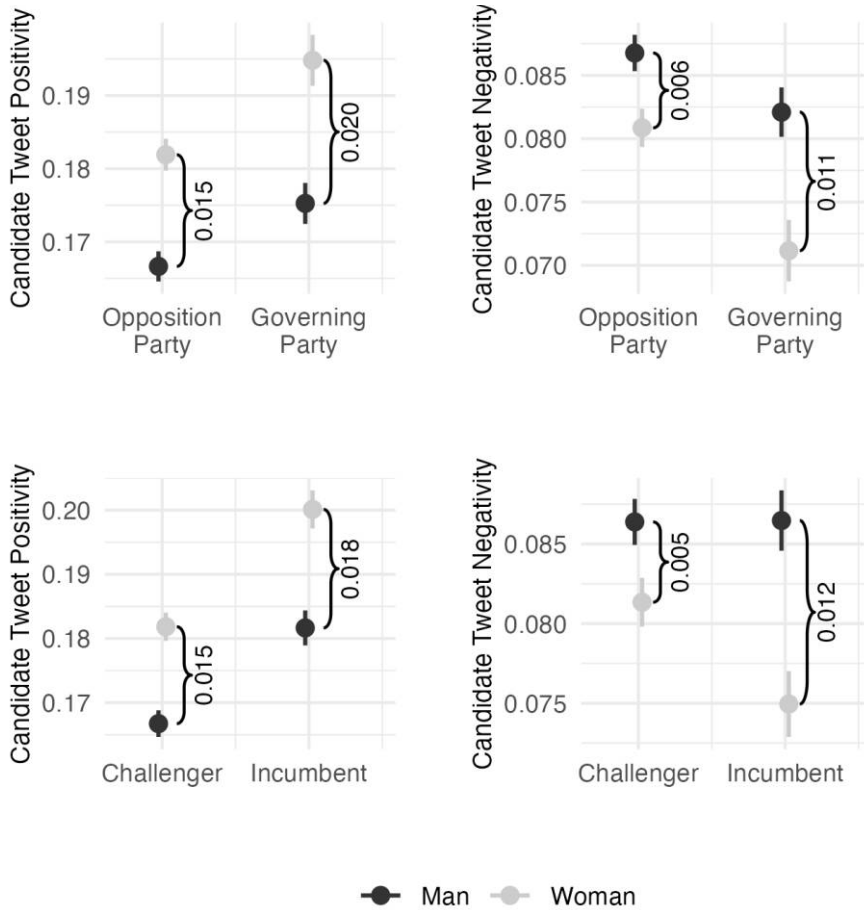 Candidate Tweet Positivity
0.19
0.18
0.17
0.015
0.020
Opposition
Party
Governing
Party
Candidate Tweet Negativity
0.085
0.080
0.075
0.070
0.006
0.011
Opposition
Party
Governing
Party
Candidate Tweet Positivity
0.20
0.19
0.18
0.17
0.015
0.018
Challenger
Incumbent
Candidate Tweet Negativity
0.085
0.080
0.075
0.005
0.012
Challenger
Incumbent
Man
Woman